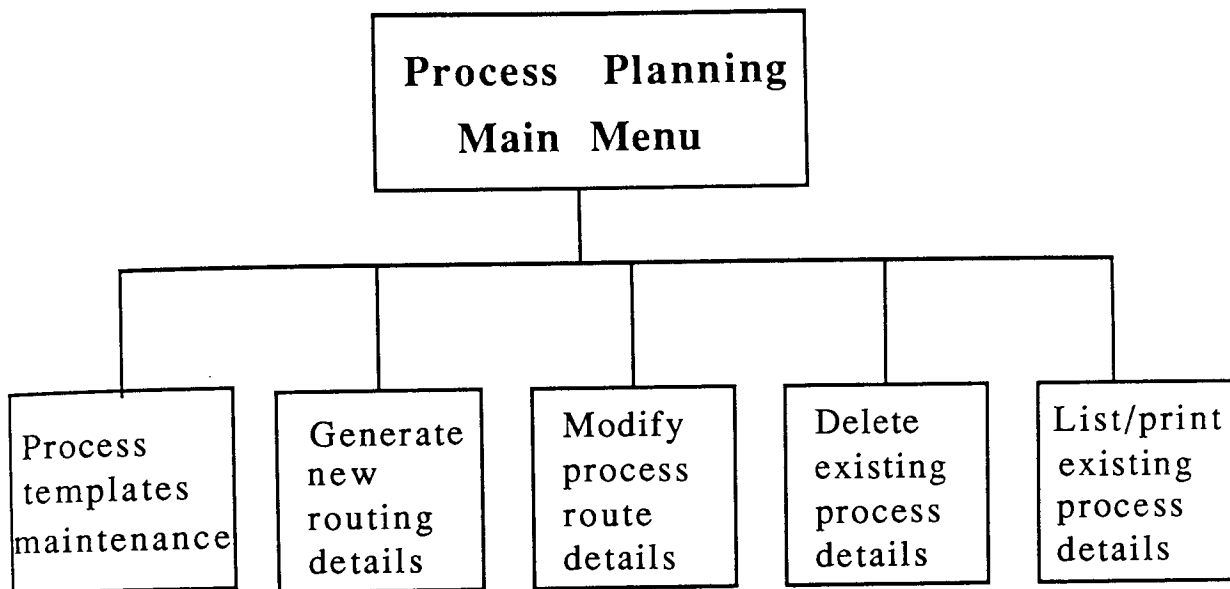 Process Planning
Main Menu
Process
templates
maintenance
Generate
new
routing
details
Modify
process
route
details
Delete
existing
process
details
List/print
existing
process
details